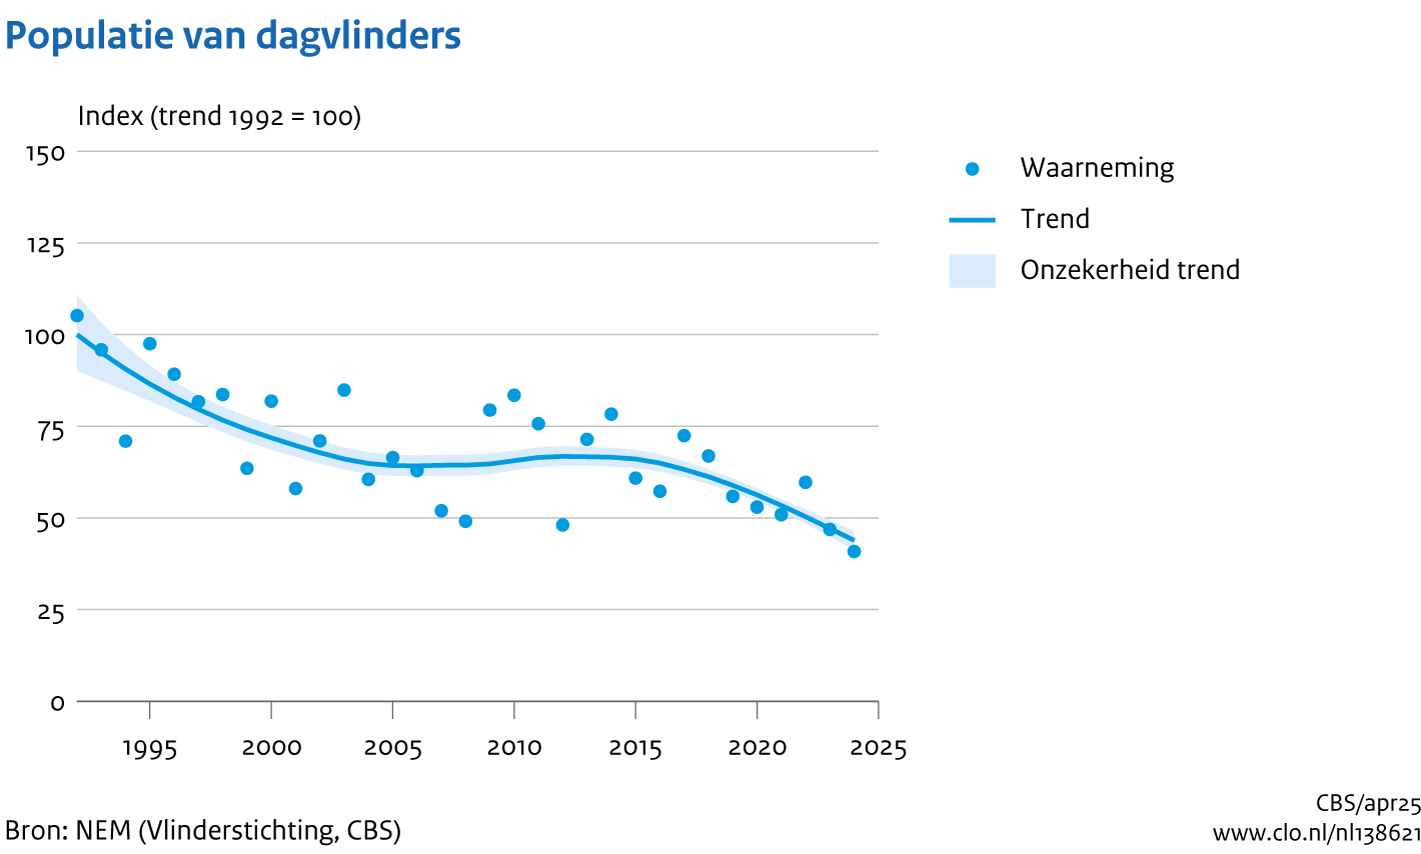 Populatie van dagvlinders
Index (trend 1992 = 100)
150
125
100
75
50
25
0
1995 2000 2005 2010 2015 2020 2025
Waarneming
Trend
Onzekerheid trend
Bron: NEM (Vlinderstichting, CBS)
CBS/apr25
www.clo.nl/nl138621